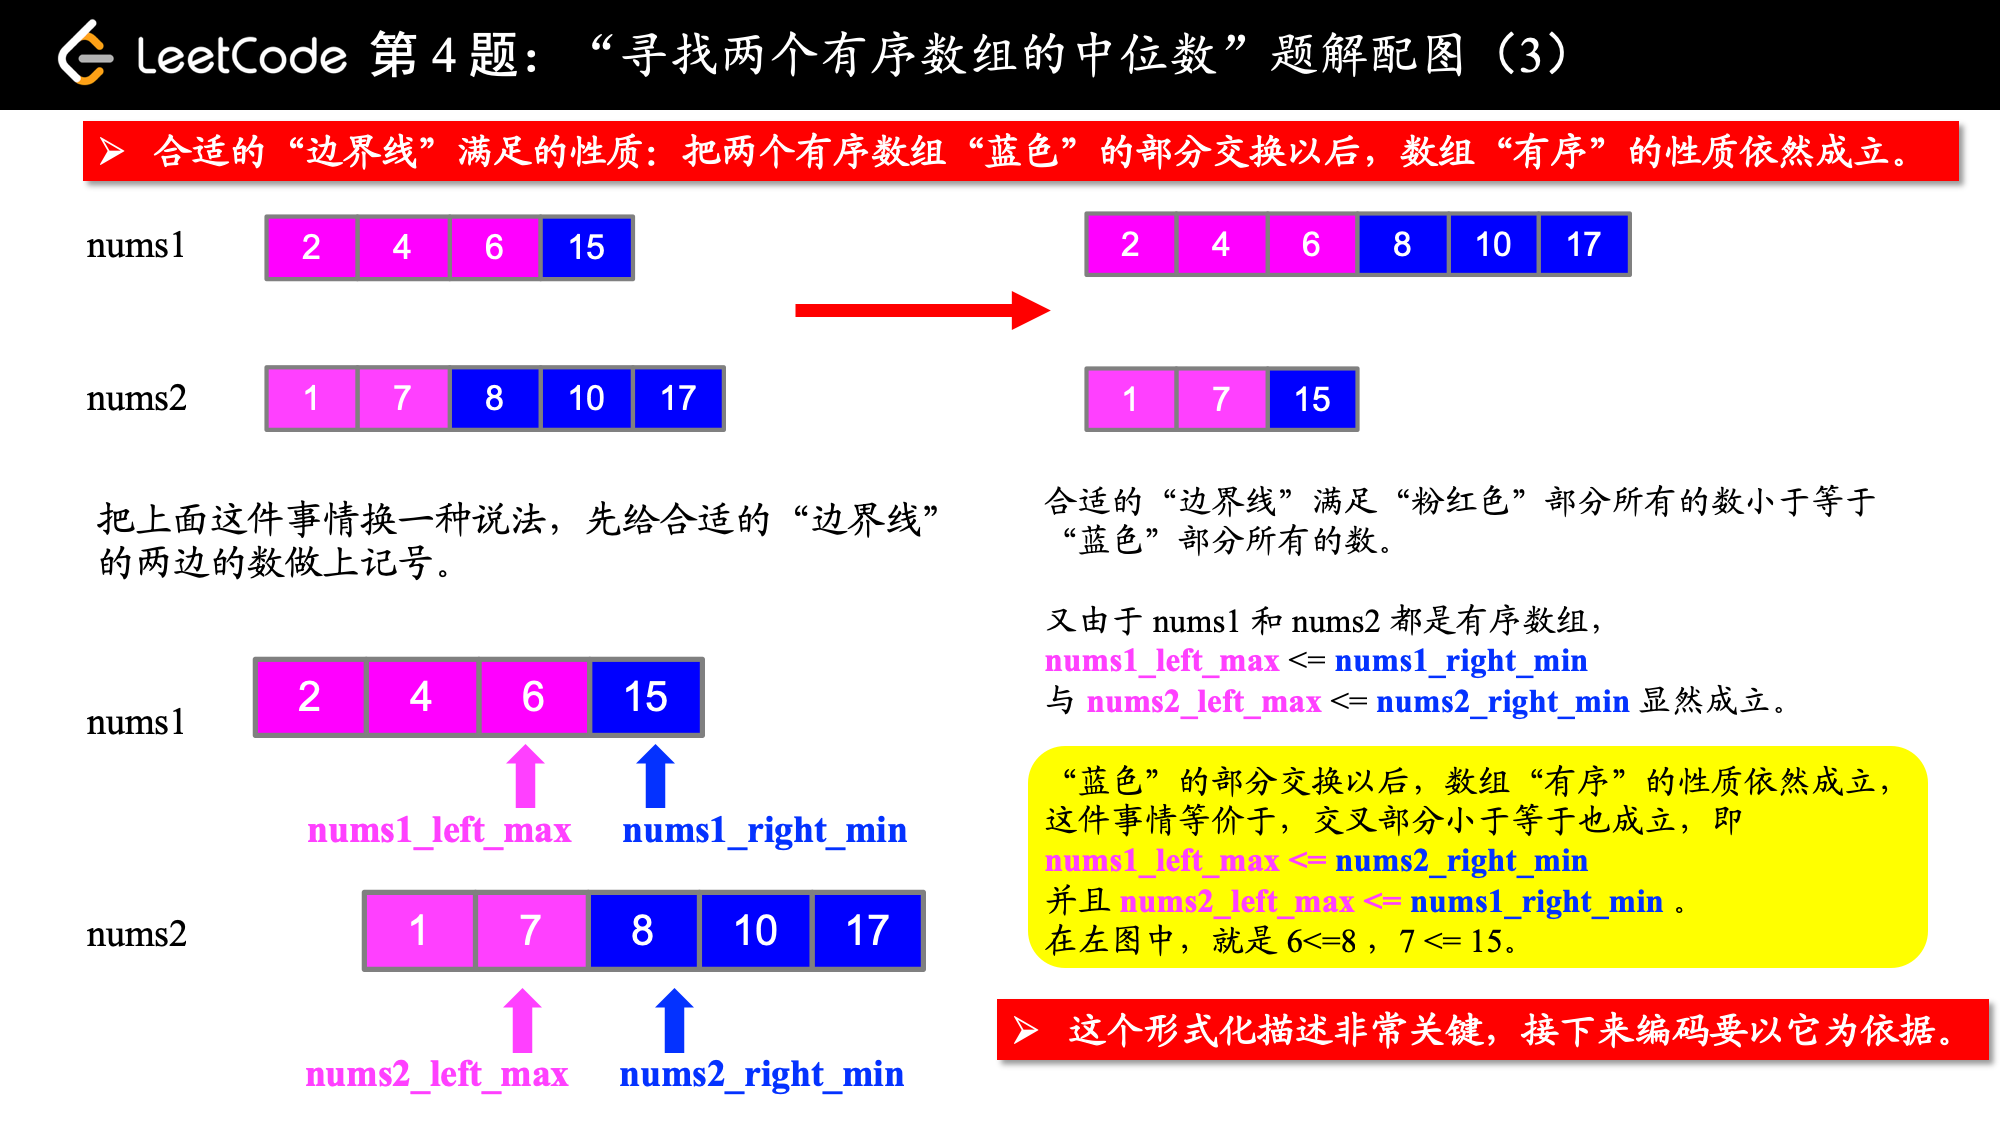 LeetCode 第 4 题：“寻找两个有序数组的中位数”题解配图（3）
➢ 合适的“边界线”满足的性质：把两个有序数组“蓝色”的部分交换以后，数组“有序”的性质依然成立。
nums1 2 4 6 15
2 4 6 8 10 17
nums2 1 7 8 10 17
1 7 15
把上面这件事情换一种说法，先给合适的“边界线”
的两边的数做上记号。
nums1 2 4 6 15
nums1_left_max nums1_right_min
nums2 1 7 8 10 17
nums2_left_max nums2_right_min
合适的“边界线”满足“粉红色”部分所有的数小于等于
“蓝色”部分所有的数。
又由于 nums1 和 nums2 都是有序数组，
nums1_left_max <= nums1_right_min
与 nums2_left_max <= nums2_right_min 显然成立。
“蓝色”的部分交换以后，数组“有序”的性质依然成立，
这件事情等价于，交叉部分小于等于也成立，即
nums1_left_max <= nums2_right_min
并且 nums2_left_max <= nums1_right_min 。
在左图中，就是 6<=8 ，7 <= 15。
➢ 这个形式化描述非常关键，接下来编码要以它为依据。